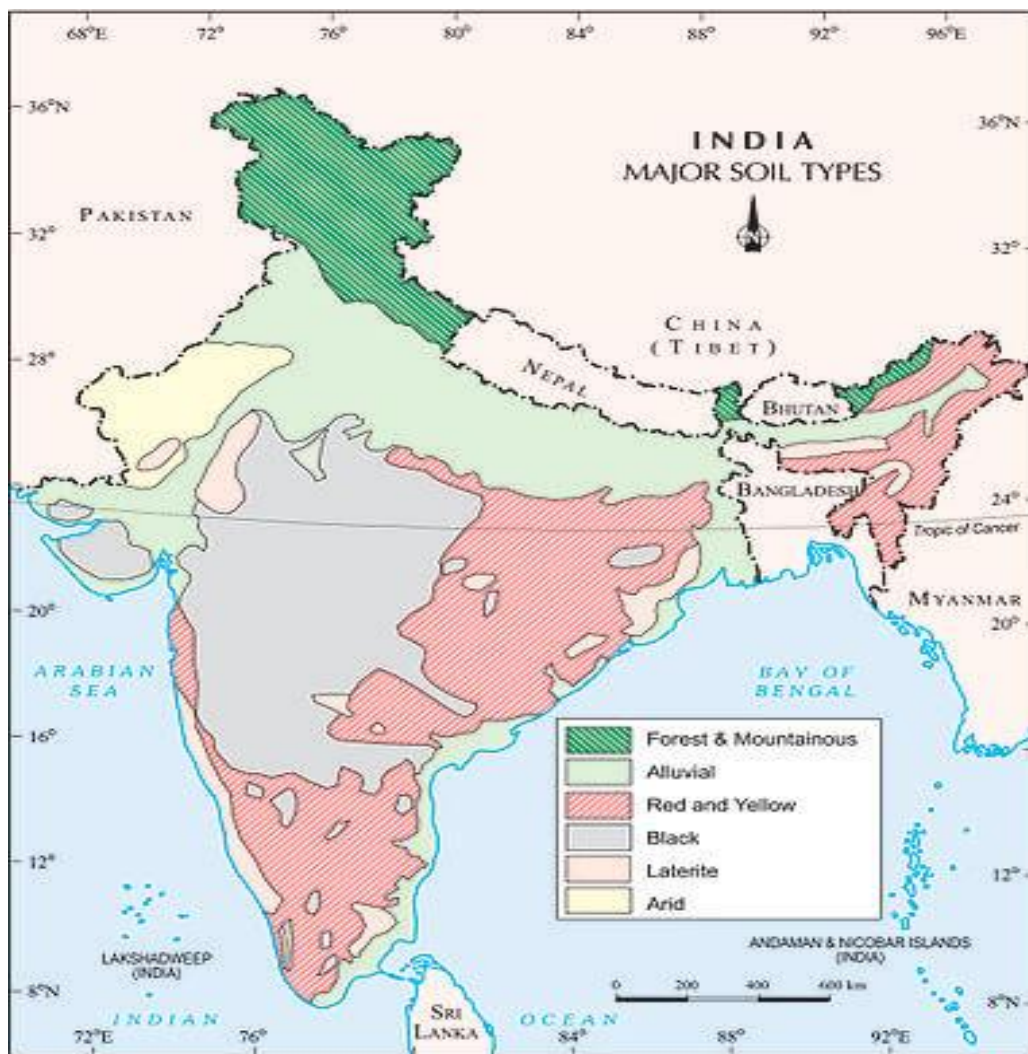 68°E
72°
76°
80°
84°
88°
92°
96°E
36°N
36°N
INDIA
MAJOR SOIL TYPES
PAKISTAN
N
32°
32°
CHINA
(TIBET)
28°
28°
NEPAL
BHUTAN
BANGLADESH
24°
24°
Tropic of Cancer
MYANMAR
20°
20°
ARABIAN
SEA
BAY OF
BENGAL
16°
16°
Forest & Mountainous
Alluvial
Red and Yellow
Black
Laterite
Arid
12°
12°
LAKSHADWEEP
(INDIA)
ANDAMAN & NICOBAR ISLANDS
(INDIA)
0 200 400 600 km
8°N
8°N
INDIAN OCEAN
SRI
LANKA
72°E
76°
84°
88°
92°E